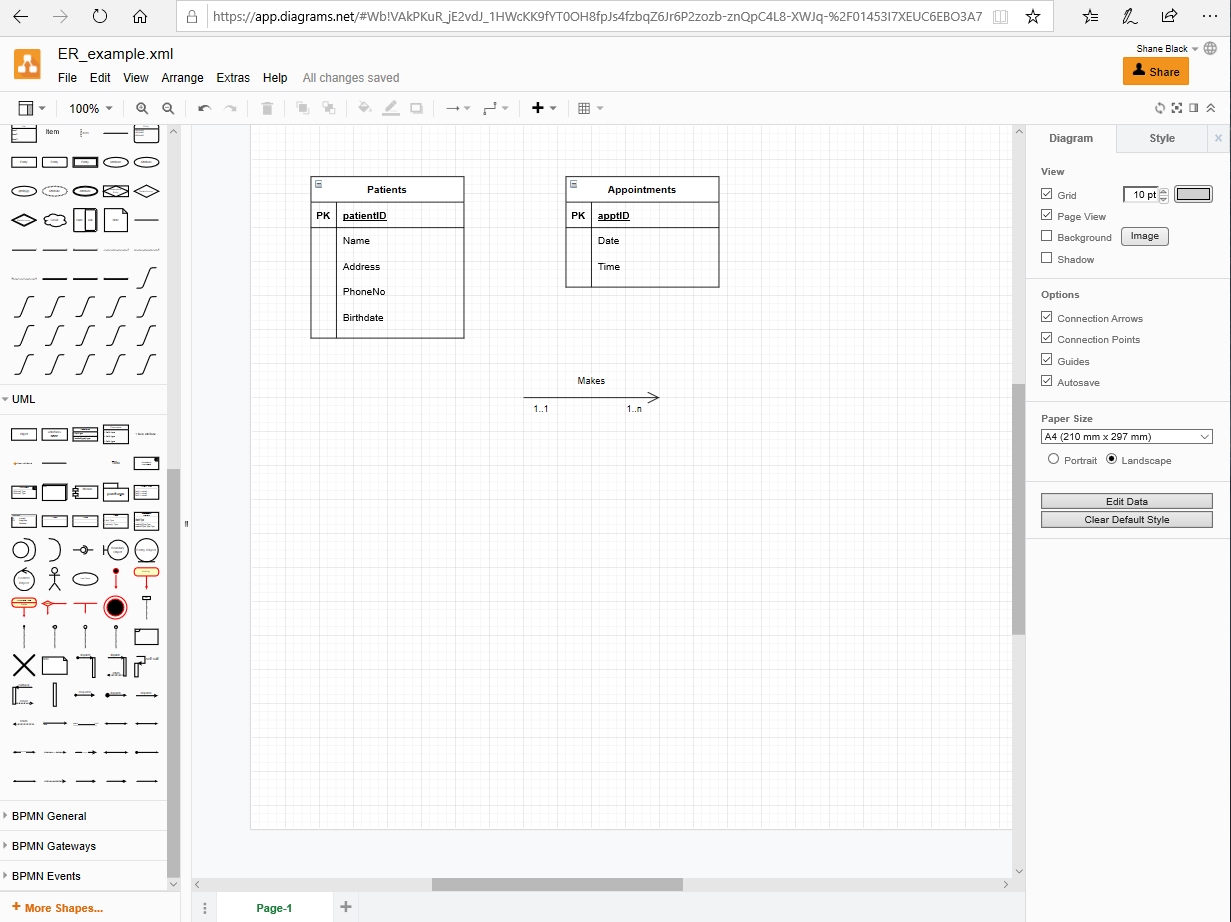 https://app.diagrams.net/#Wb!VAkPKuR_jE2vdJ_1HWcKK9fYT0OH8fpJs4fzbqZ6Jr6P2zozb-znQpC4L8-XWJq-%2F01453I7XEUC6EBO3A7
ER_example.xml
Shane Black
File Edit View Arrange Extras Help All changes saved
Share
100%
Item
Diagram Style
View
Grid 10 pt
Page View
Background Image
Shadow
Options
Connection Arrows
Connection Points
Guides
Autosave
Paper Size
A4 (210 mm x 297 mm)
Portrait Landscape
Edit Data
Clear Default Style
Patients
PK patientID
Name
Address
PhoneNo
Birthdate
Appointments
PK apptID
Date
Time
Makes
1..1 1..n
UML
BPMN General
BPMN Gateways
BPMN Events
+ More Shapes...
Page-1